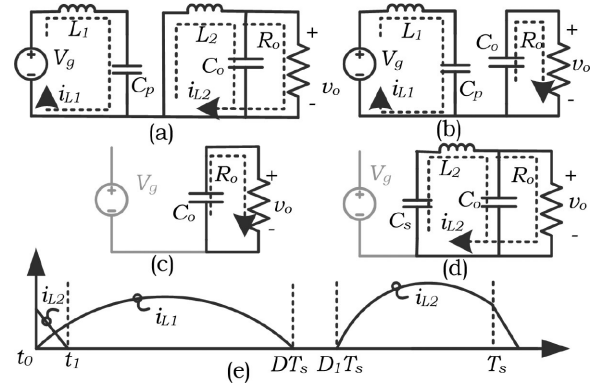 L1 L2 + L1 +
Vg Cp Co Ro vo Vg Cp Co Ro vo
iL1 iL2 - iL1 -
(a) (b)
Vg Co Ro + vo - Vg Cs L2 Co Ro + vo -
iL2
(c) (d)
iL2 iL1 iL2
t0 t1 DTs D1Ts Ts
(e)